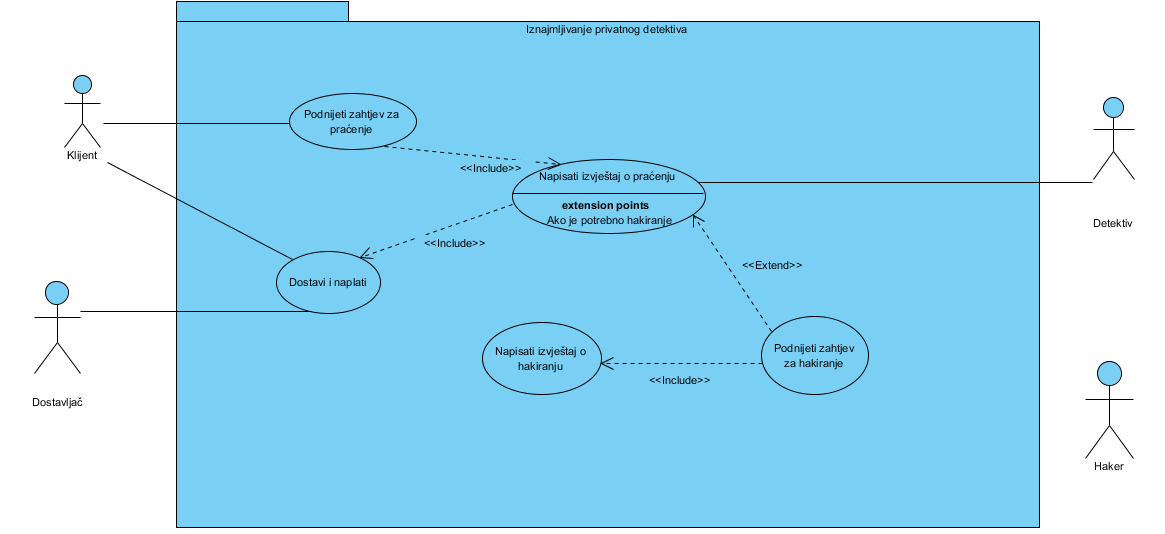 Iznajmljivanje privatnog detektiva
Klijent
Podnijeti zahtjev za
praćenje
<<Include>>
Napisati izvještaj o praćenju
extension points
Ako je potrebno hakiranje
Detektiv
<<Include>>
<<Extend>>
Dostavi i naplati
Dostavljač
Napisati izvještaj o
hakiranju
<<Include>>
Podnijeti zahtjev
za hakiranje
Haker